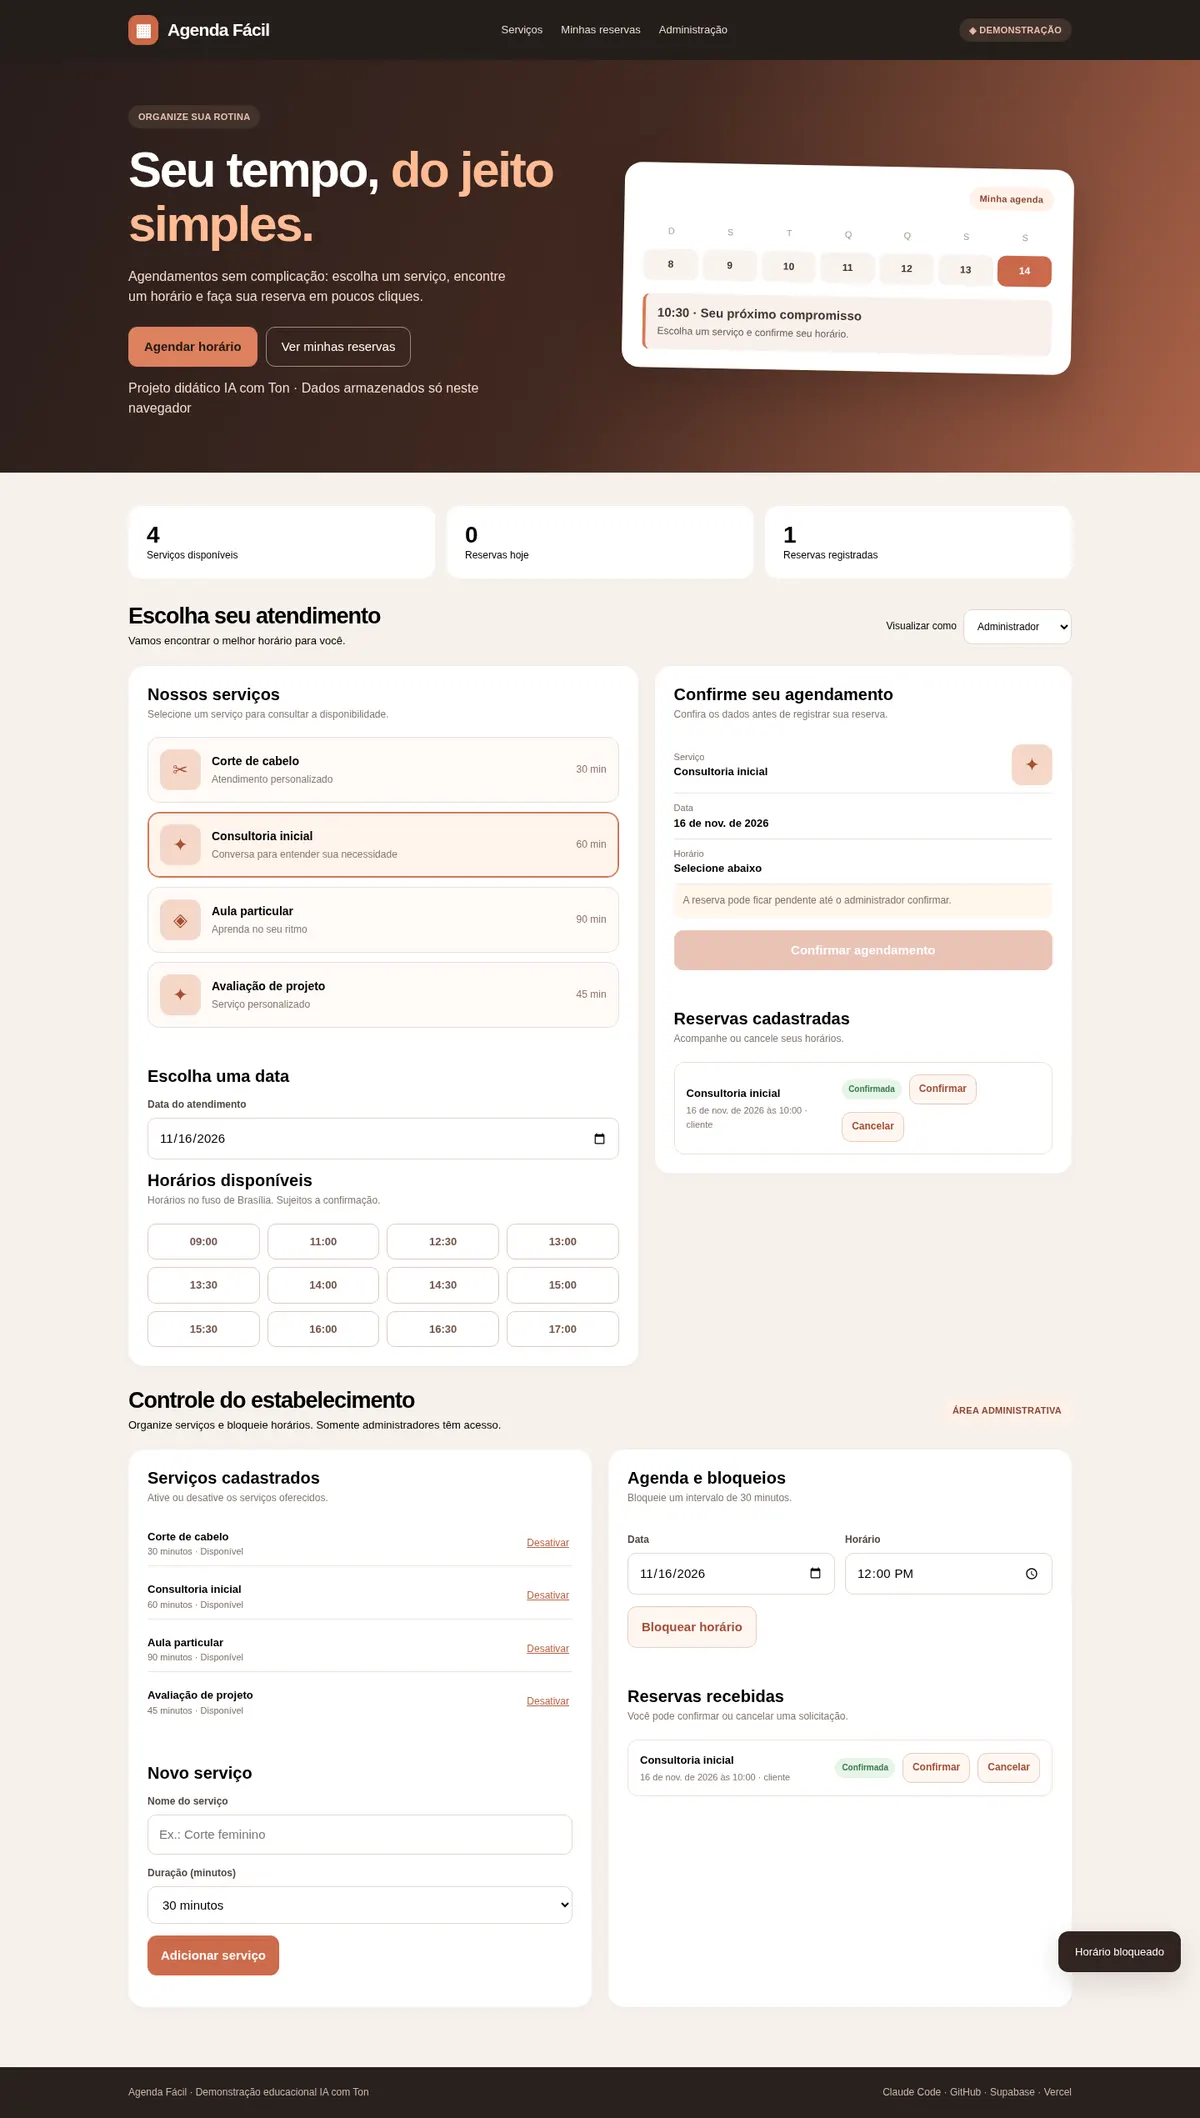 Agenda Fácil
Serviços
Minhas reservas
Administração
◆ DEMONSTRAÇÃO
ORGANIZE SUA ROTINA
Seu tempo, do jeito
simples.
Agendamentos sem complicação: escolha um serviço, encontre
um horário e faça sua reserva em poucos cliques.
Agendar horário
Ver minhas reservas
Projeto didático IA com Ton · Dados armazenados só neste
navegador
Minha agenda
D S T Q Q S S
8 9 10 11 12 13 14
10:30 · Seu próximo compromisso
Escolha um serviço e confirme seu horário.
4
Serviços disponíveis
0
Reservas hoje
1
Reservas registradas
Escolha seu atendimento
Vamos encontrar o melhor horário para você.
Visualizar como
Administrador
Nossos serviços
Selecione um serviço para consultar a disponibilidade.
Corte de cabelo
Atendimento personalizado
30 min
Consultoria inicial
Conversa para entender sua necessidade
60 min
Aula particular
Aprenda no seu ritmo
90 min
Avaliação de projeto
Serviço personalizado
45 min
Escolha uma data
Data do atendimento
11/16/2026
Horários disponíveis
Horários no fuso de Brasília. Sujeitos a confirmação.
09:00 11:00 12:30 13:00
13:30 14:00 14:30 15:00
15:30 16:00 16:30 17:00
Confirme seu agendamento
Confira os dados antes de registrar sua reserva.
Serviço
Consultoria inicial
Data
16 de nov. de 2026
Horário
Selecione abaixo
A reserva pode ficar pendente até o administrador confirmar.
Confirmar agendamento
Reservas cadastradas
Acompanhe ou cancele seus horários.
Consultoria inicial
16 de nov. de 2026 às 10:00 ·
cliente
Confirmada
Confirmar
Cancelar
Controle do estabelecimento
Organize serviços e bloqueie horários. Somente administradores têm acesso.
ÁREA ADMINISTRATIVA
Serviços cadastrados
Ative ou desative os serviços oferecidos.
Corte de cabelo
30 minutos · Disponível
Desativar
Consultoria inicial
60 minutos · Disponível
Desativar
Aula particular
90 minutos · Disponível
Desativar
Avaliação de projeto
45 minutos · Disponível
Desativar
Novo serviço
Nome do serviço
Ex.: Corte feminino
Duração (minutos)
30 minutos
Adicionar serviço
Agenda e bloqueios
Bloqueie um intervalo de 30 minutos.
Data
11/16/2026
Horário
12:00 PM
Bloquear horário
Reservas recebidas
Você pode confirmar ou cancelar uma solicitação.
Consultoria inicial
16 de nov. de 2026 às 10:00 · cliente
Confirmada
Confirmar
Cancelar
Horário bloqueado
Agenda Fácil · Demonstração educacional IA com Ton
Claude Code · GitHub · Supabase · Vercel